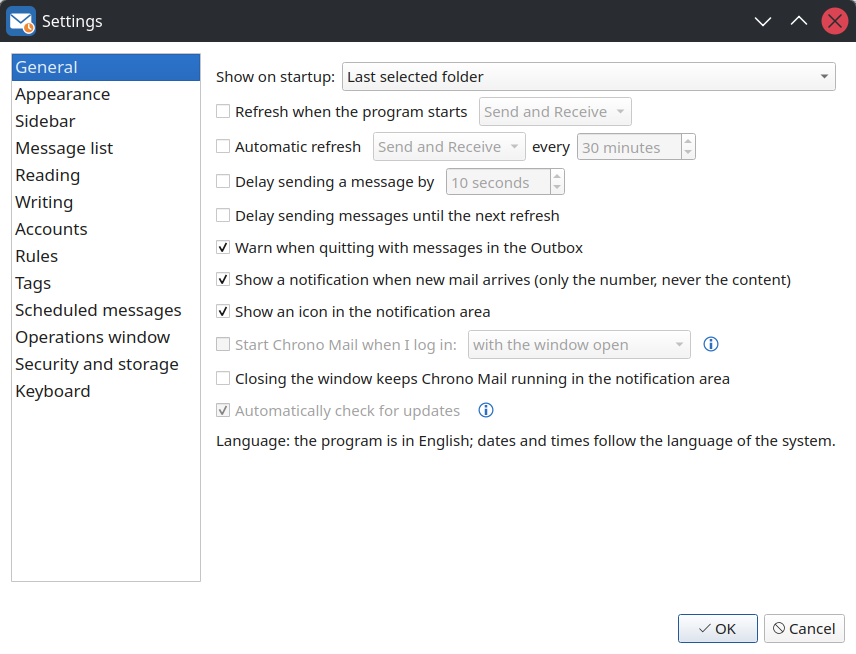 Settings
General
Appearance
Sidebar
Message list
Reading
Writing
Accounts
Rules
Tags
Scheduled messages
Operations window
Security and storage
Keyboard
Show on startup: Last selected folder
Refresh when the program starts Send and Receive
Automatic refresh Send and Receive every 30 minutes
Delay sending a message by 10 seconds
Delay sending messages until the next refresh
Warn when quitting with messages in the Outbox
Show a notification when new mail arrives (only the number, never the content)
Show an icon in the notification area
Start Chrono Mail when I log in: with the window open
Closing the window keeps Chrono Mail running in the notification area
Automatically check for updates
Language: the program is in English; dates and times follow the language of the system.
OK Cancel